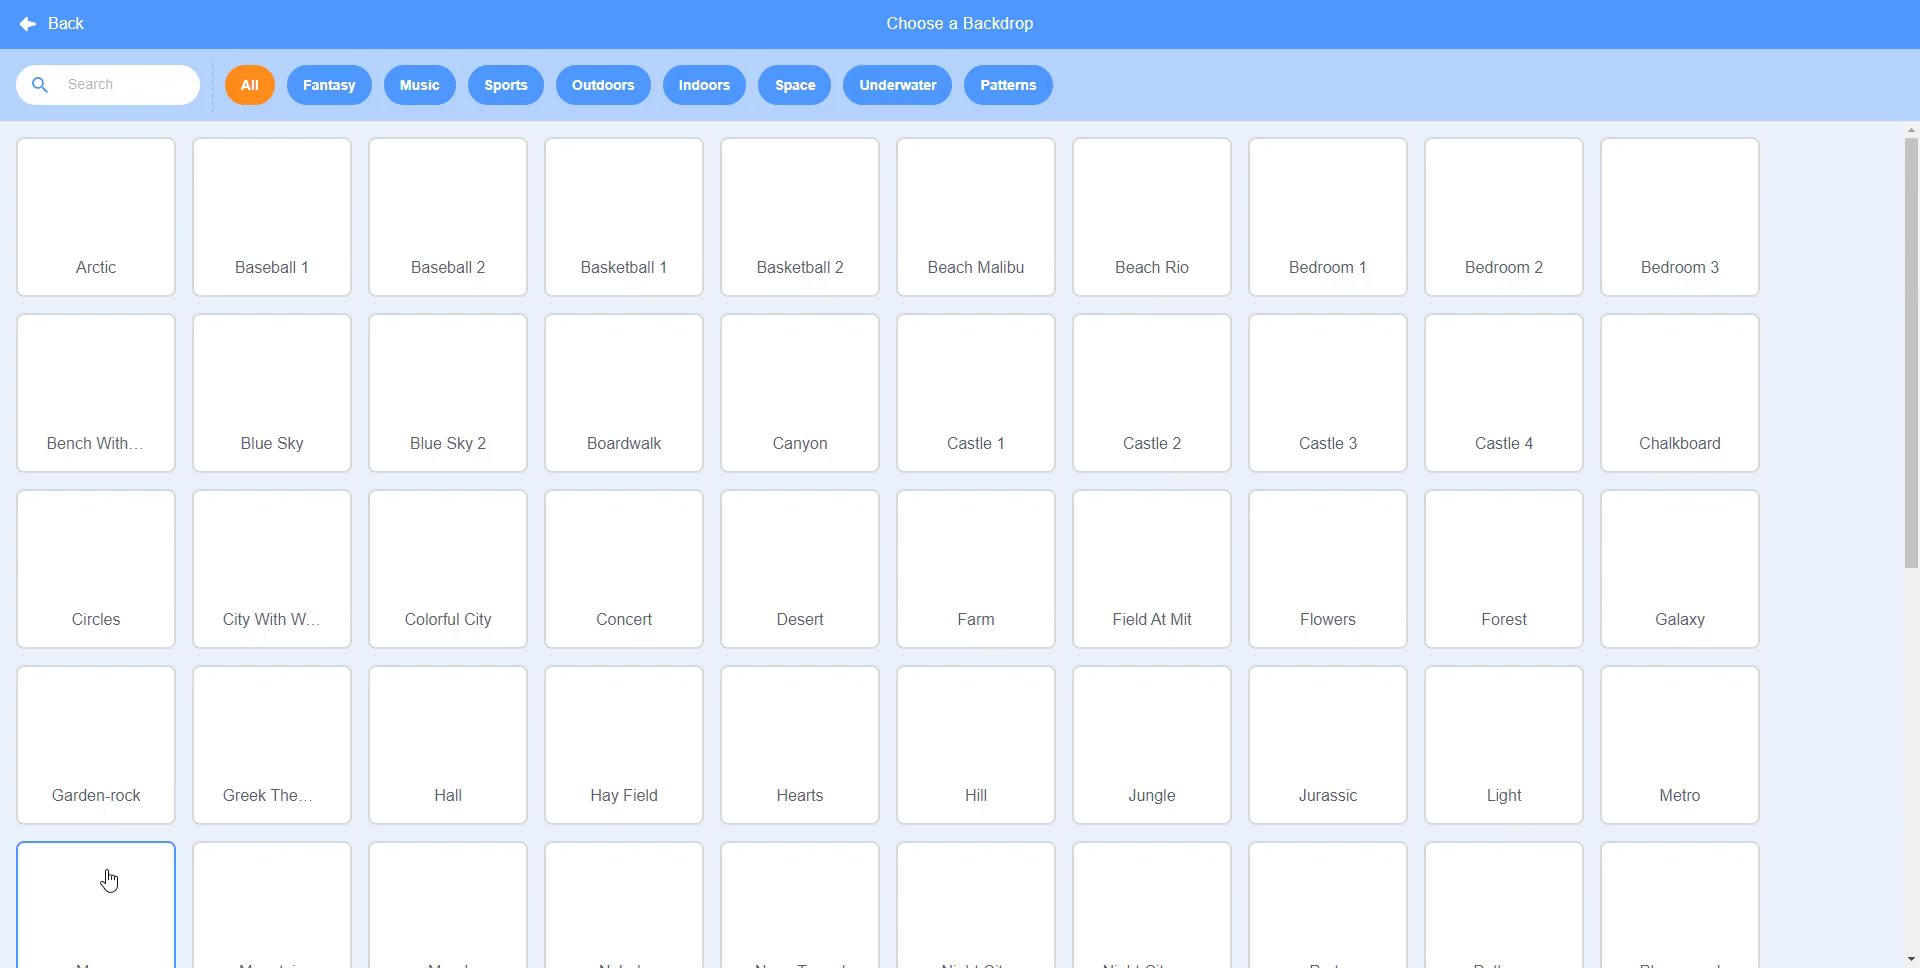 Back
Choose a Backdrop
Search
All
Fantasy
Music
Sports
Outdoors
Indoors
Space
Underwater
Patterns
Arctic
Baseball 1
Baseball 2
Basketball 1
Basketball 2
Beach Malibu
Beach Rio
Bedroom 1
Bedroom 2
Bedroom 3
Bench With...
Blue Sky
Blue Sky 2
Boardwalk
Canyon
Castle 1
Castle 2
Castle 3
Castle 4
Chalkboard
Circles
City With W...
Colorful City
Concert
Desert
Farm
Field At Mit
Flowers
Forest
Galaxy
Garden-rock
Greek The...
Hall
Hay Field
Hearts
Hill
Jungle
Jurassic
Light
Metro